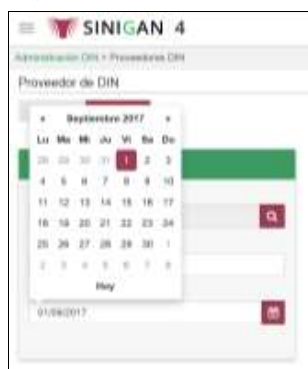 SINIGAN 4
Administración DIN > Proveedores DIN
Proveedor de DIN
« Septiembre 2017 »
Lu Ma Mi Ju Vi Sa Do
28 29 30 31 1 2 3
4 5 6 7 8 9 10
11 12 13 14 15 16 17
18 19 20 21 22 23 24
25 26 27 28 29 30 1
2 3 4 5 6 7 8
Hoy
01/09/2017